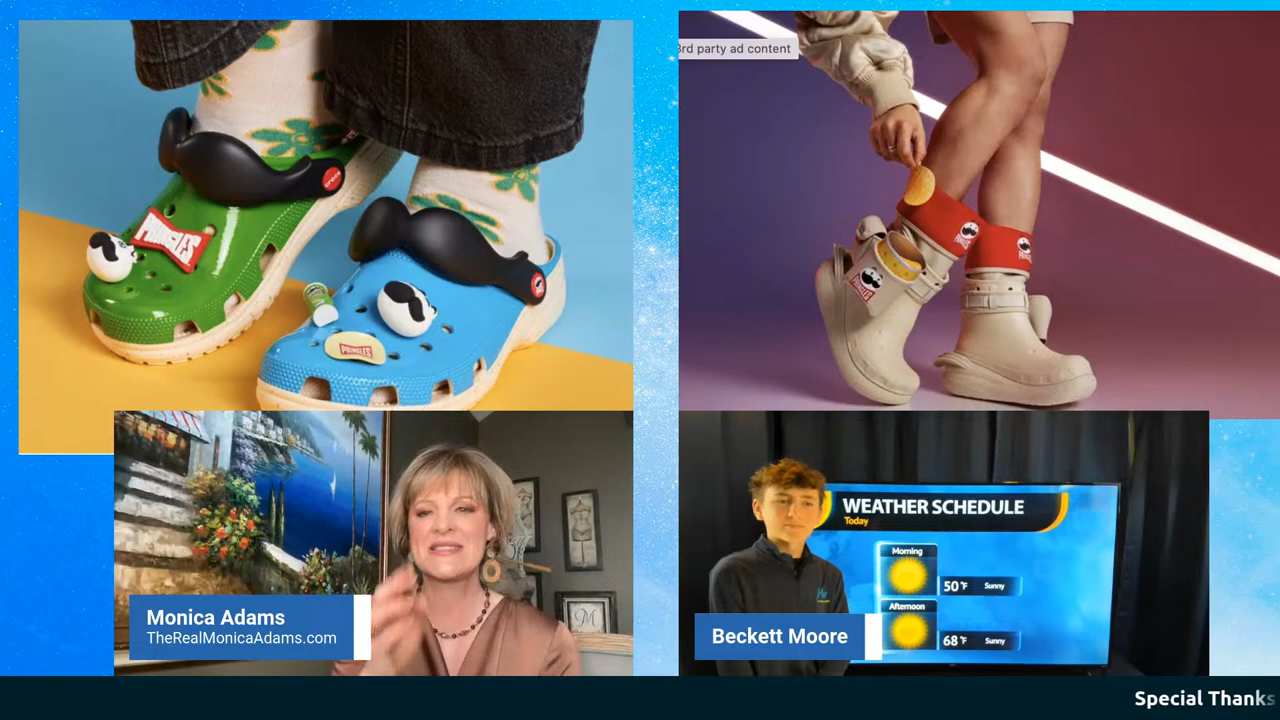 3rd party ad content
PRINGLES
PRINGLES
PRINGLES
Monica Adams
TheRealMonicaAdams.com
M
WEATHER SCHEDULE
Today
Morning
50°F Sunny
Afternoon
68°F Sunny
Beckett Moore
Special Thanks